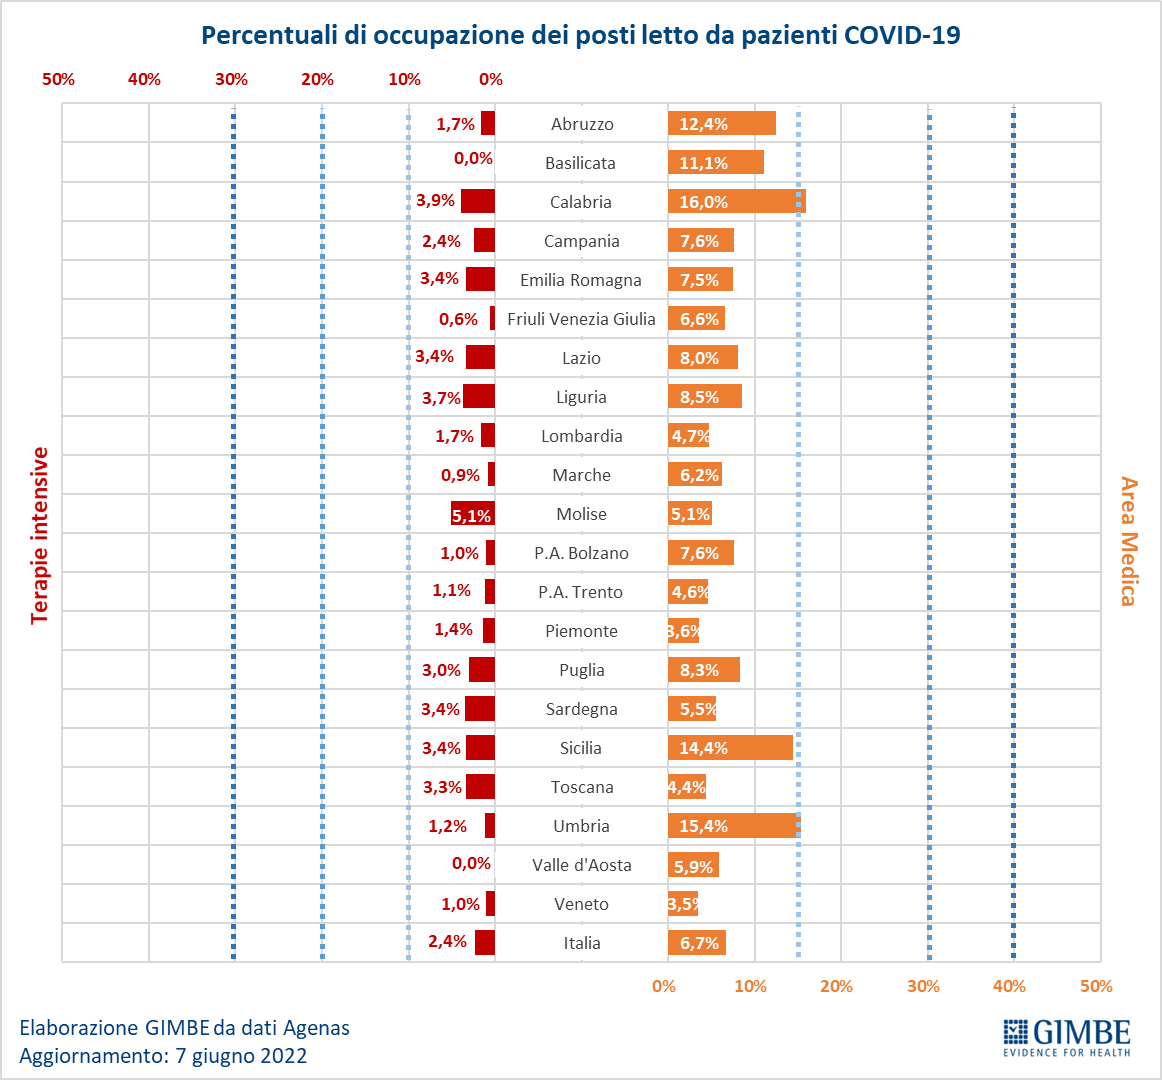 Percentuali di occupazione dei posti letto da pazienti COVID-19
50% 40% 30% 20% 10% 0%
1,7% Abruzzo 12,4%
0,0% Basilicata 11,1%
3,9% Calabria 16,0%
2,4% Campania 7,6%
3,4% Emilia Romagna 7,5%
0,6% Friuli Venezia Giulia 6,6%
3,4% Lazio 8,0%
3,7% Liguria 8,5%
1,7% Lombardia 4,7%
0,9% Marche 6,2%
5,1% Molise 5,1%
1,0% P.A. Bolzano 7,6%
1,1% P.A. Trento 4,6%
1,4% Piemonte 3,6%
3,0% Puglia 8,3%
3,4% Sardegna 5,5%
3,4% Sicilia 14,4%
3,3% Toscana 4,4%
1,2% Umbria 15,4%
0,0% Valle d'Aosta 5,9%
1,0% Veneto 3,5%
2,4% Italia 6,7%
Terapie intensive
Area Medica
0% 10% 20% 30% 40% 50%
Elaborazione GIMBE da dati Agenas
Aggiornamento: 7 giugno 2022
GIMBE
EVIDENCE FOR HEALTH